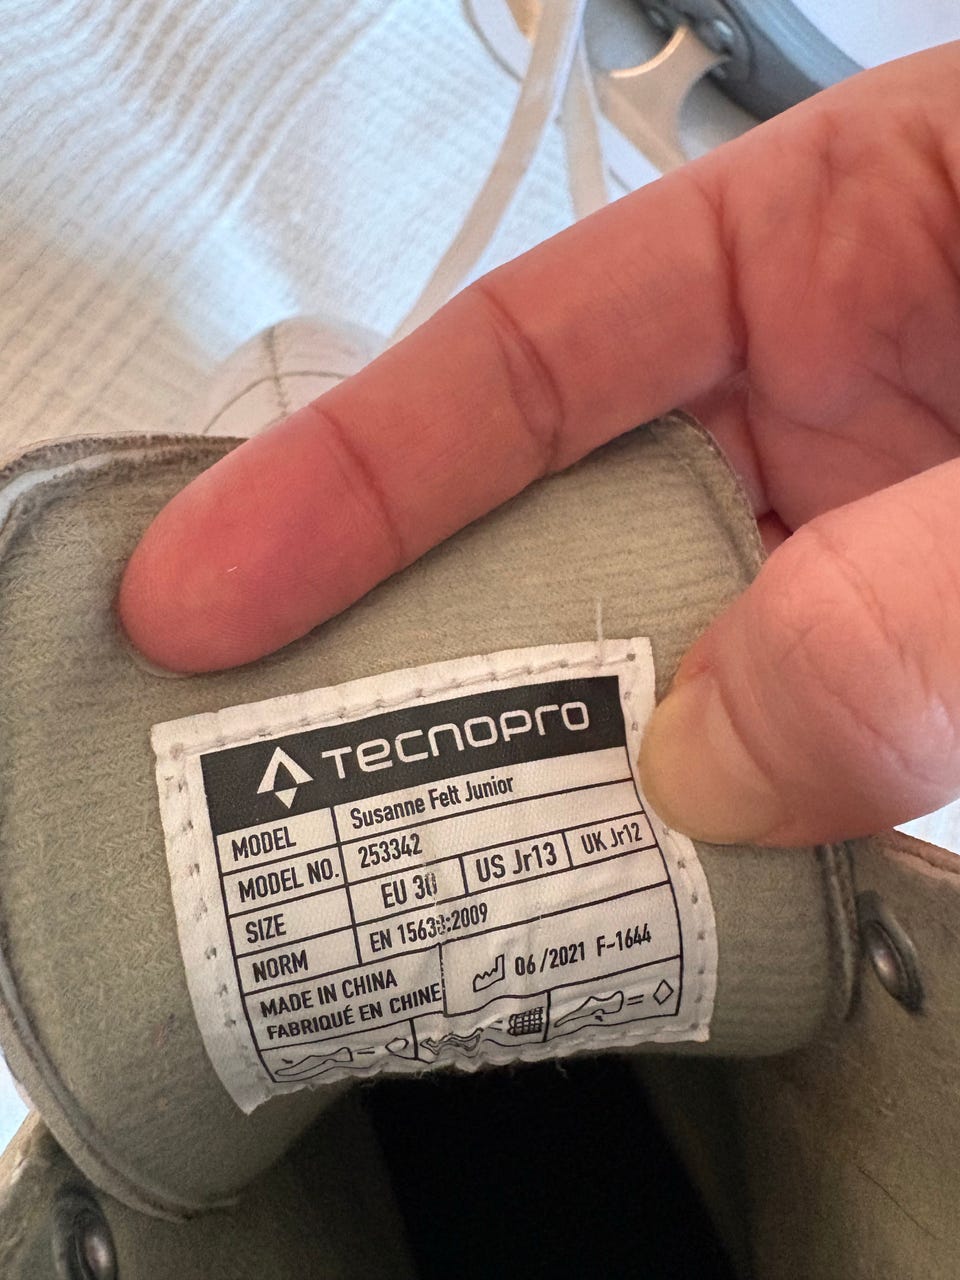 TECNOPRO
MODEL Susanne Felt Junior
MODEL NO. 253342
SIZE EU 30 US Jr13 UK Jr12
NORM EN 15638:2009
MADE IN CHINA
FABRIQUÉ EN CHINE
06/2021 F-1644
= =